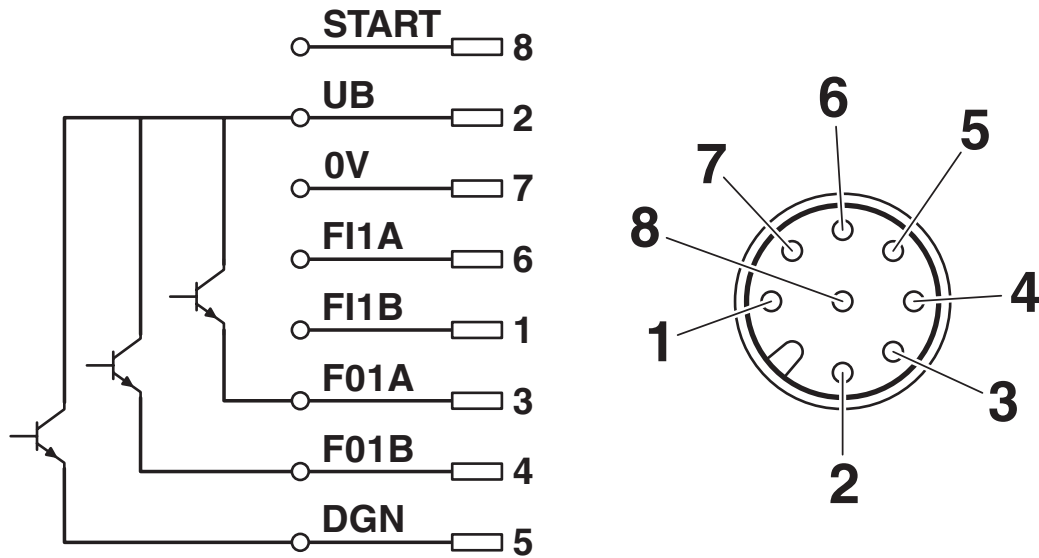 START 8
UB 2
0V 7
FI1A 6
FI1B 1
F01A 3
F01B 4
DGN 5
6
5
7
8
4
1
3
2